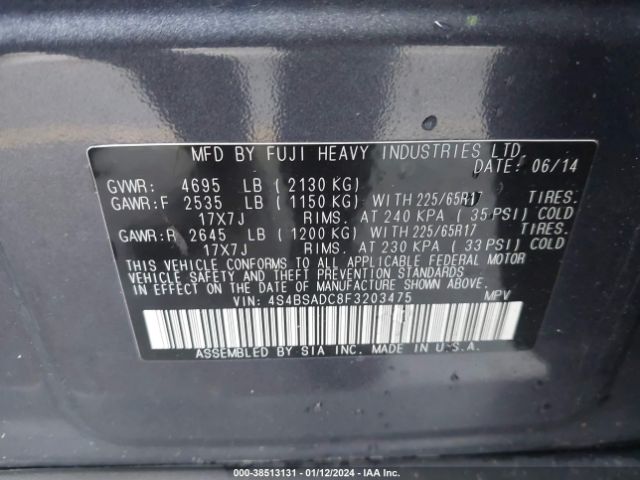 MFD BY FUJI HEAVY INDUSTRIES LTD.
DATE: 06/14
GVWR: 4695 LB ( 2130 KG)
GAWR:F 2535 LB ( 1150 KG) WITH 225/65R17 TIRES.
17X7J RIMS. AT 240 KPA ( 35 PSI) COLD
GAWR:R 2645 LB ( 1200 KG) WITH 225/65R17 TIRES.
17X7J RIMS. AT 230 KPA ( 33 PSI) COLD
THIS VEHICLE CONFORMS TO ALL APPLICABLE FEDERAL MOTOR
VEHICLE SAFETY AND THEFT PREVENTION STANDARDS
IN EFFECT ON THE DATE OF MANUFACTURE SHOWN ABOVE.
VIN: 4S4BSADC8F3203475 MPV
ASSEMBLED BY SIA INC. MADE IN U.S.A.
000-38513131 - 01/12/2024 - IAA Inc.